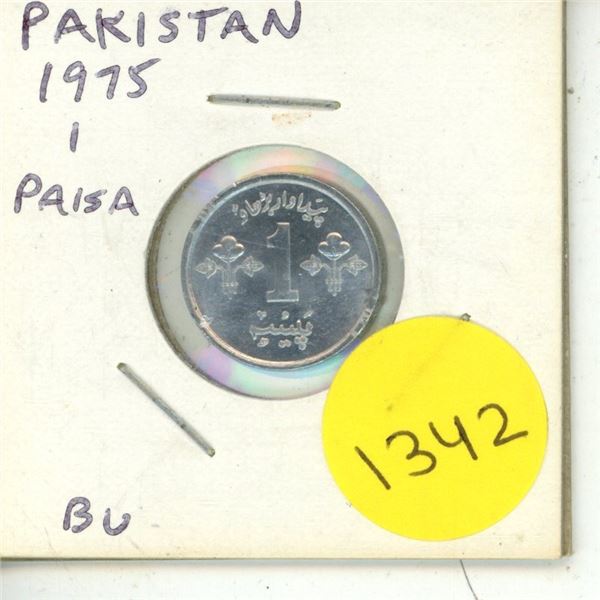 PAKISTAN
1975
1
PAISA
پیداوار بڑھاؤ
1
پیسہ
1342
BU